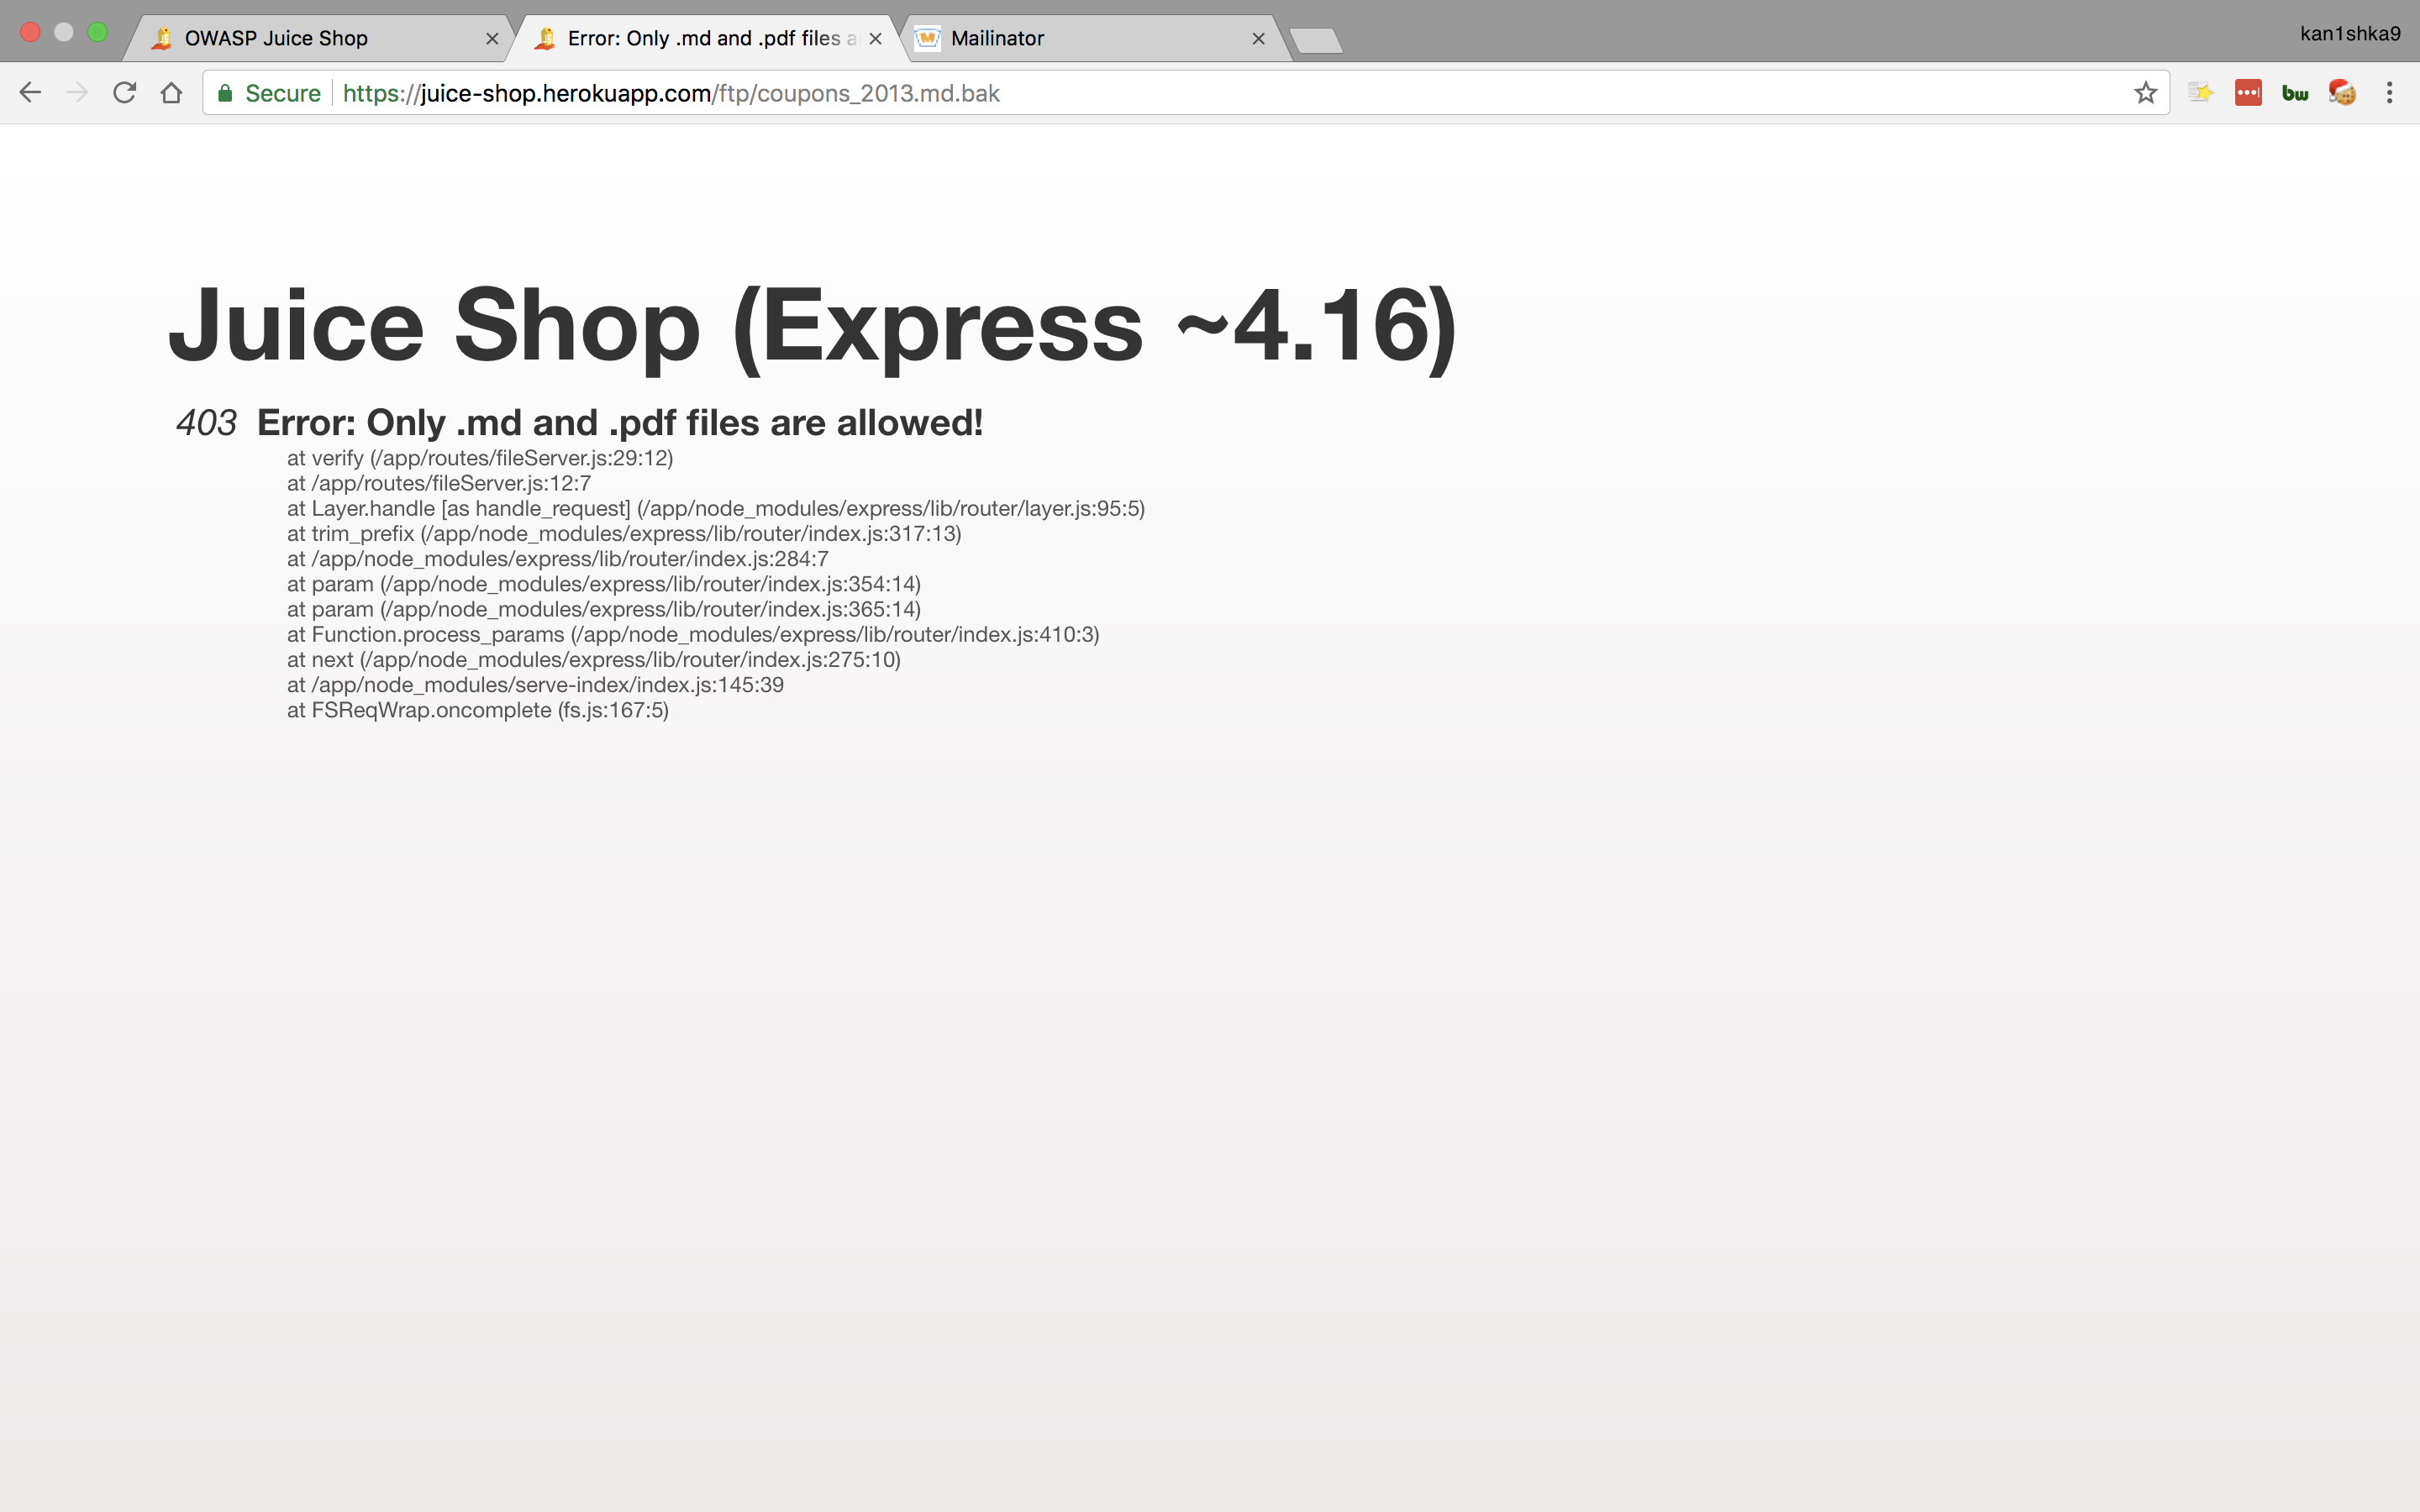 OWASP Juice Shop
Error: Only .md and .pdf files a
Mailinator
kan1shka9
Secure https://juice-shop.herokuapp.com/ftp/coupons_2013.md.bak
bw
Juice Shop (Express ~4.16)
403 Error: Only .md and .pdf files are allowed!
at verify (/app/routes/fileServer.js:29:12)
at /app/routes/fileServer.js:12:7
at Layer.handle [as handle_request] (/app/node_modules/express/lib/router/layer.js:95:5)
at trim_prefix (/app/node_modules/express/lib/router/index.js:317:13)
at /app/node_modules/express/lib/router/index.js:284:7
at param (/app/node_modules/express/lib/router/index.js:354:14)
at param (/app/node_modules/express/lib/router/index.js:365:14)
at Function.process_params (/app/node_modules/express/lib/router/index.js:410:3)
at next (/app/node_modules/express/lib/router/index.js:275:10)
at /app/node_modules/serve-index/index.js:145:39
at FSReqWrap.oncomplete (fs.js:167:5)